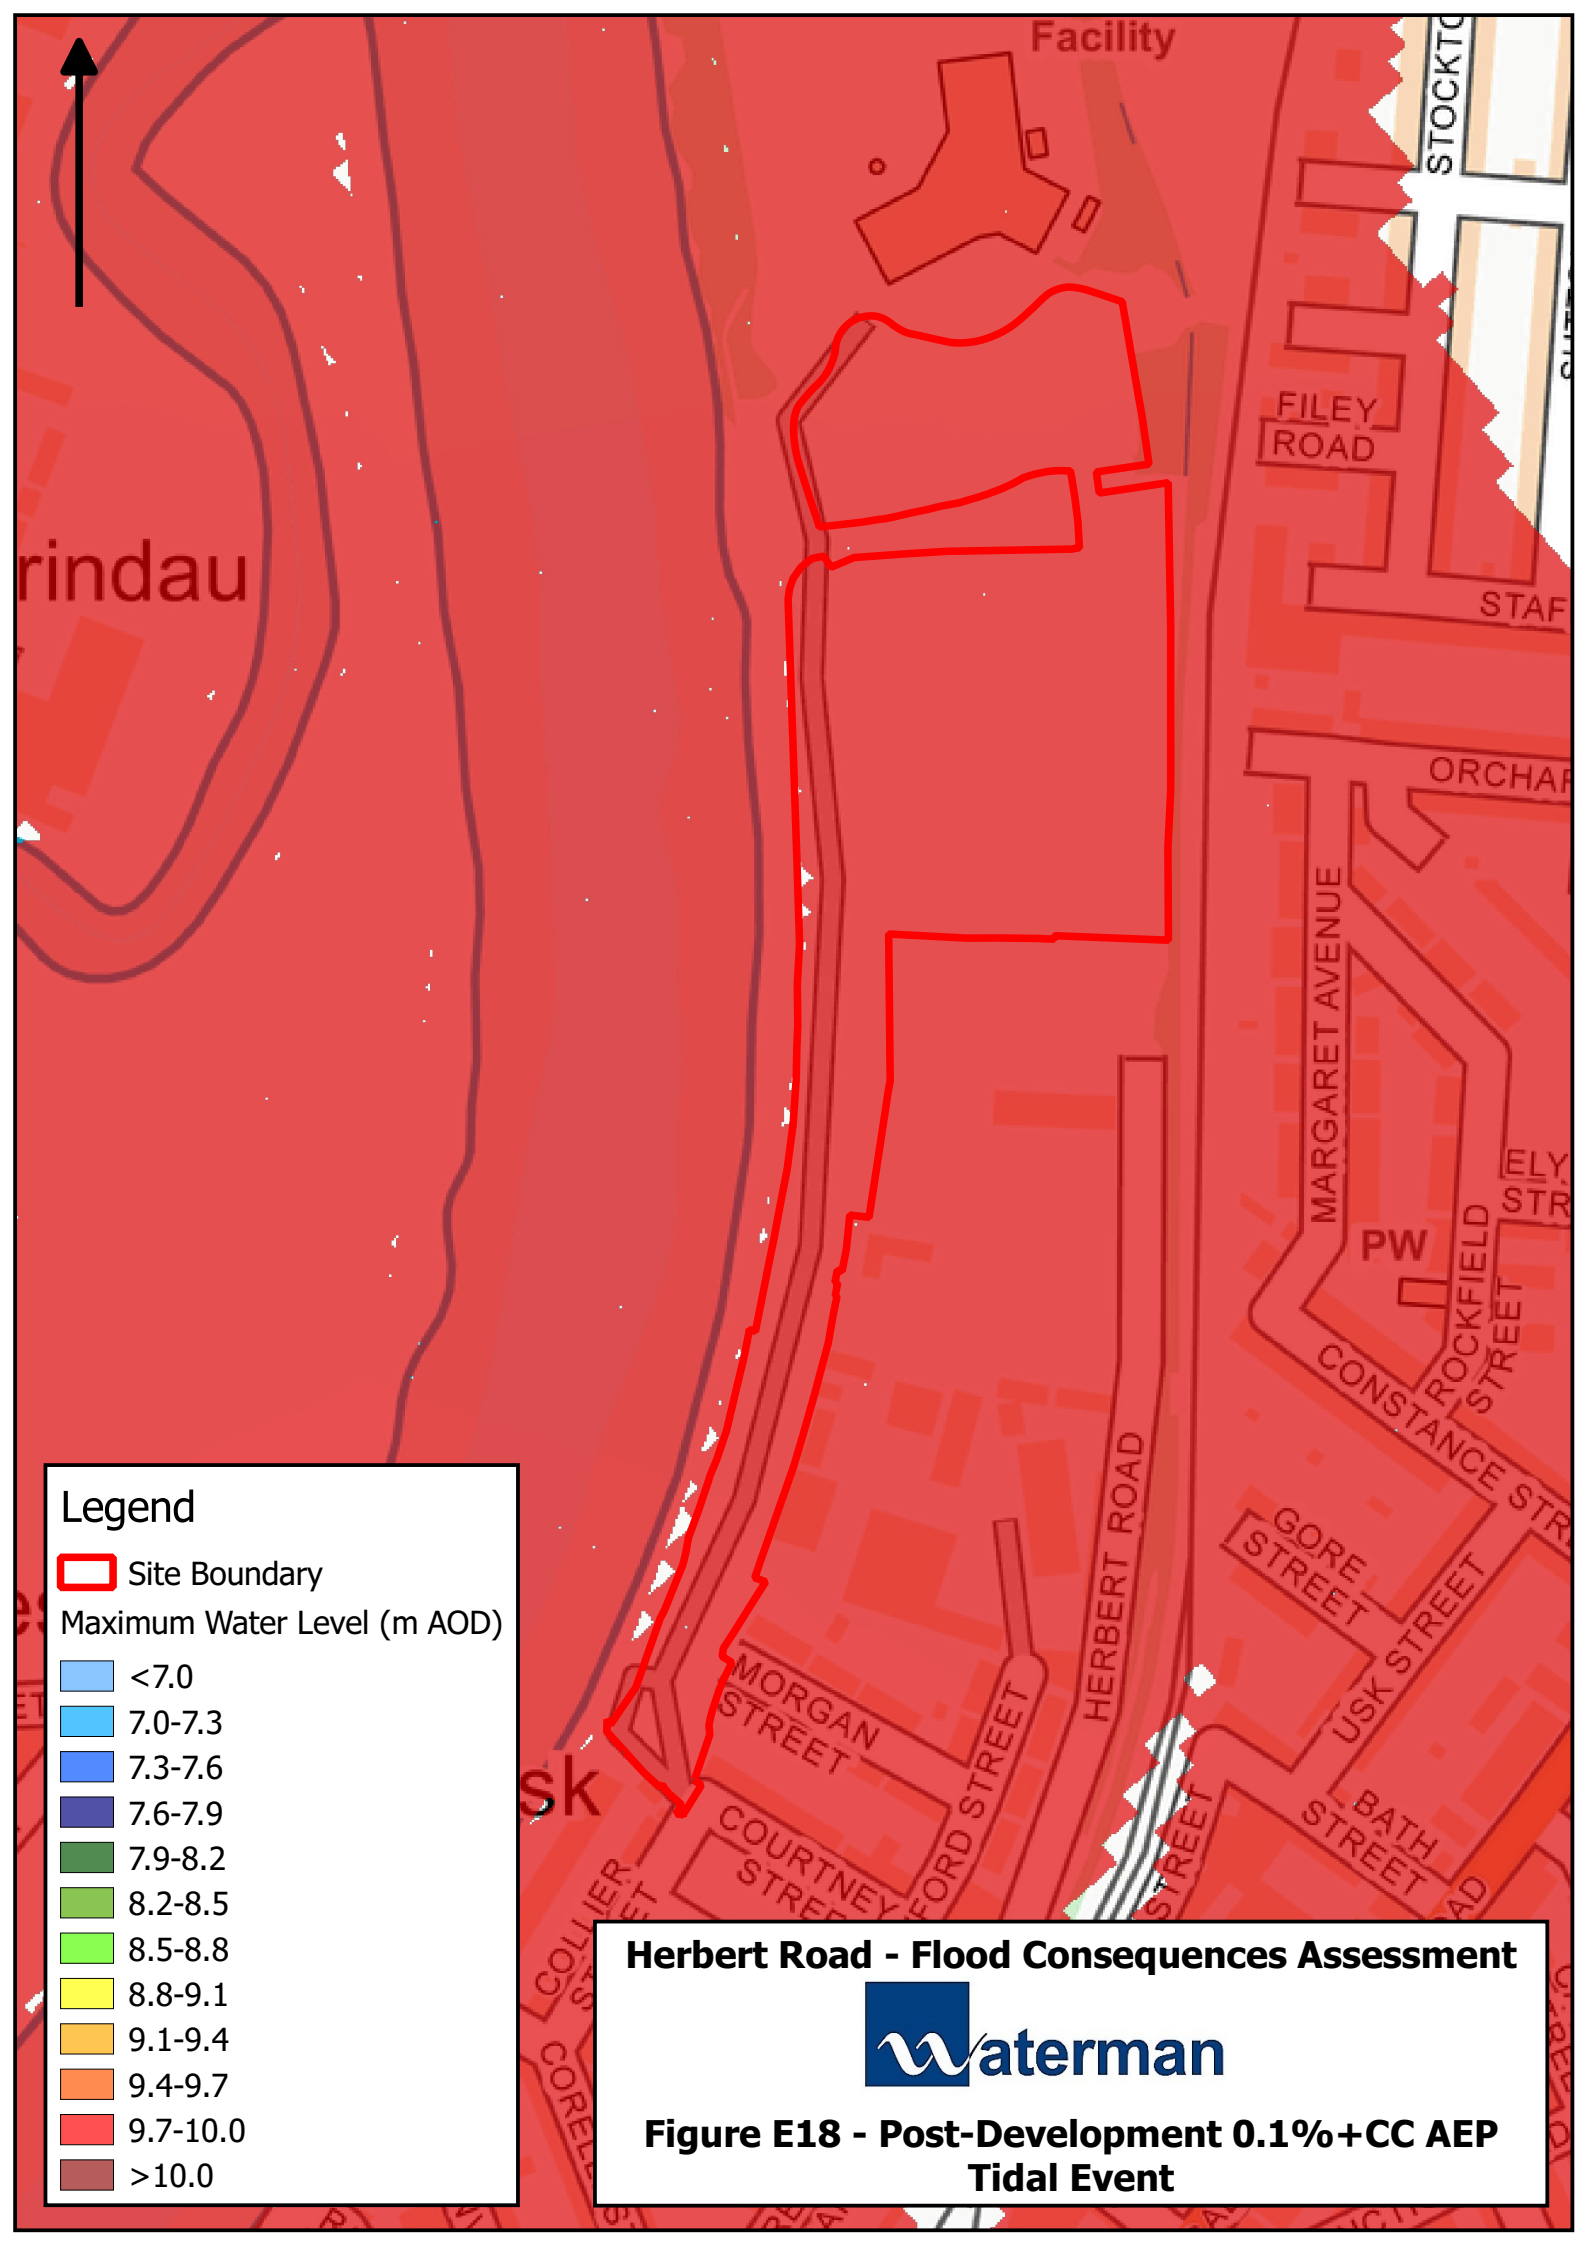 Facility
STOCKTO
FILEY
ROAD
rindau
STAF
ORCHAR
MARGARET AVENUE
ELY
STR
PW
ROCKFIELD
STREET
CONSTANCE STR
HERBERT ROAD
GORE
STREET
USK STREET
MORGAN
STREET
FORD STREET
BATH
STREET
STREET
COURTNEY
STRE
COLLIER
sk
AD
Legend
Site Boundary
Maximum Water Level (m AOD)
<7.0
7.0-7.3
7.3-7.6
7.6-7.9
7.9-8.2
8.2-8.5
8.5-8.8
8.8-9.1
9.1-9.4
9.4-9.7
9.7-10.0
>10.0
Herbert Road - Flood Consequences Assessment
Waterman
Figure E18 - Post-Development 0.1%+CC AEP
Tidal Event